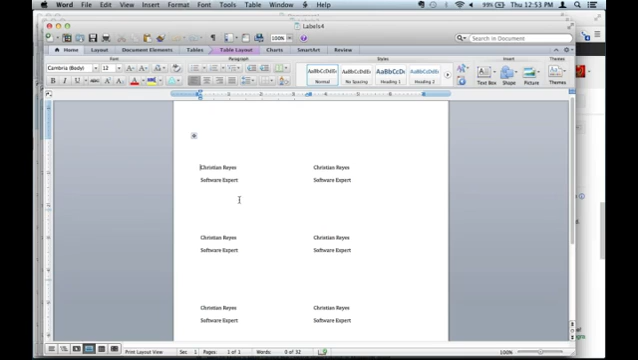 Word File Edit View Insert Format Font Tools Table Window Help 99% Thu 12:53 PM
Labels4
100% Search in Document
Home Layout Document Elements Tables Table Layout Charts SmartArt Review
Font Paragraph Styles Insert Themes
Cambria (Body) 12
AaBbCcDdEe AaBbCcDdEe AaBbCcDc AaBbCcDdEe
B I U
Normal No Spacing Heading 1 Heading 2 Text Box Shape Picture Themes
Christian Reyes Christian Reyes
Software Expert Software Expert
Christian Reyes Christian Reyes
Software Expert Software Expert
Christian Reyes Christian Reyes
Software Expert Software Expert
Print Layout View Sec 1 Pages: 1 of 1 Words: 0 of 32 100%